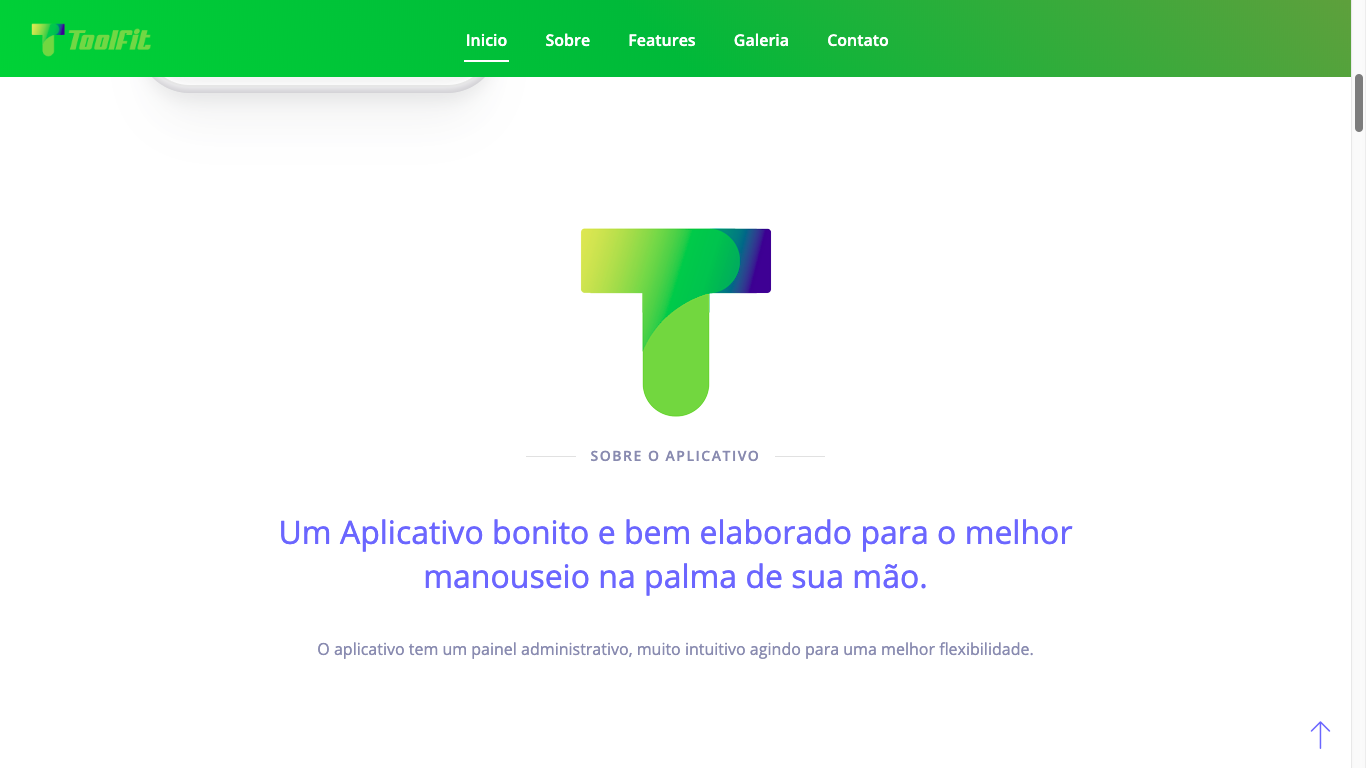 ToolFit
Inicio Sobre Features Galeria Contato
SOBRE O APLICATIVO
Um Aplicativo bonito e bem elaborado para o melhor
manouseio na palma de sua mão.
O aplicativo tem um painel administrativo, muito intuitivo agindo para uma melhor flexibilidade.